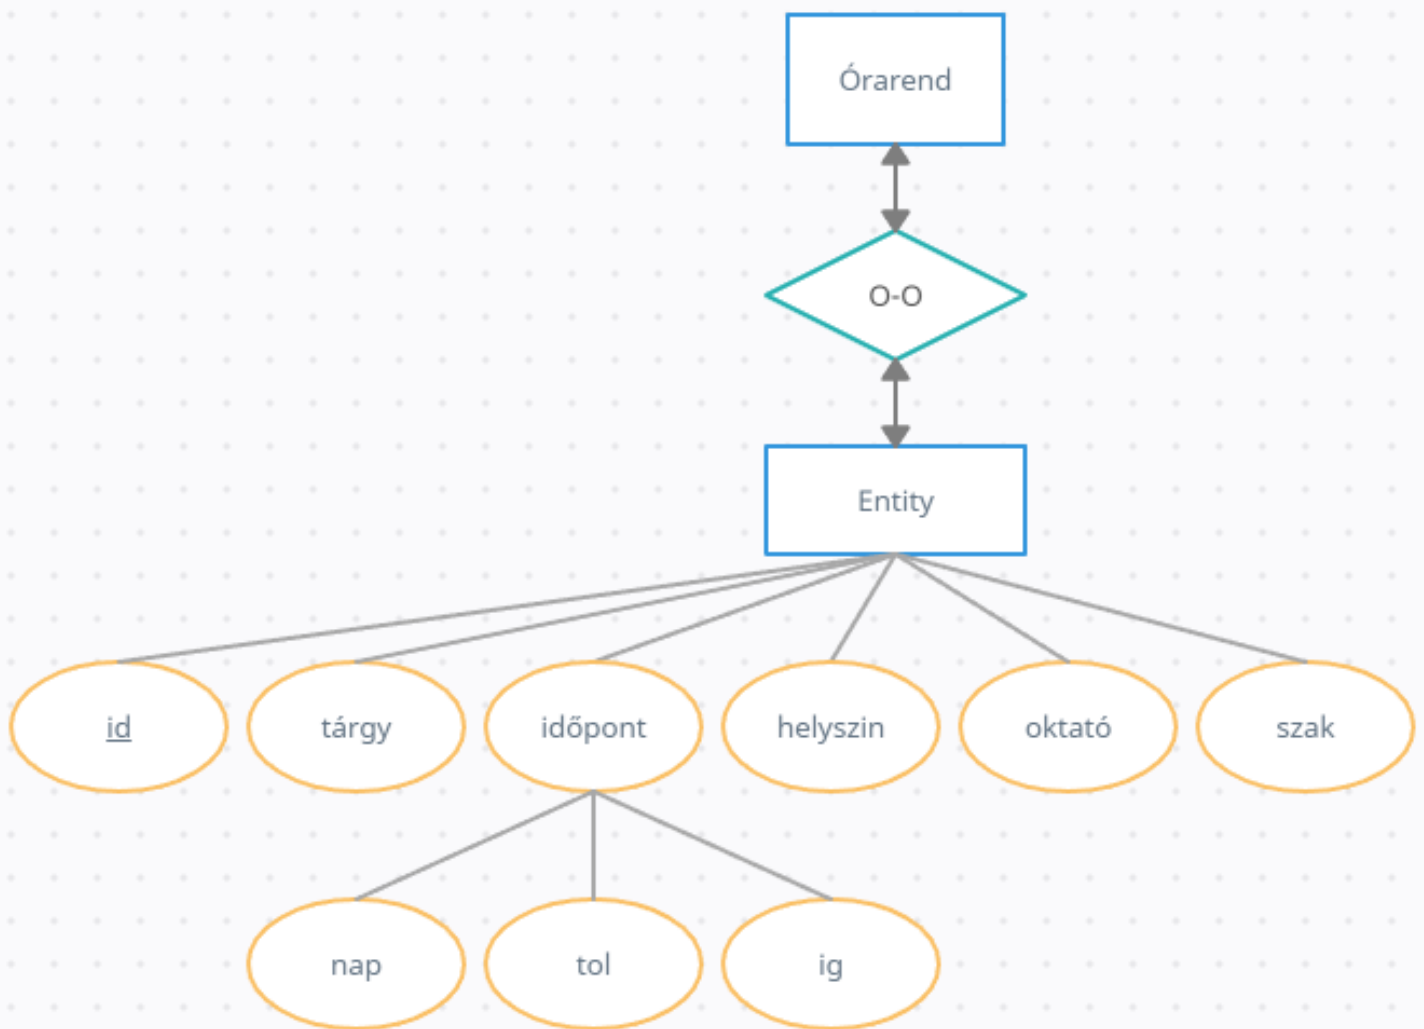 Órarend
O-O
Entity
id
tárgy
időpont
helyszin
oktató
szak
nap
tol
ig